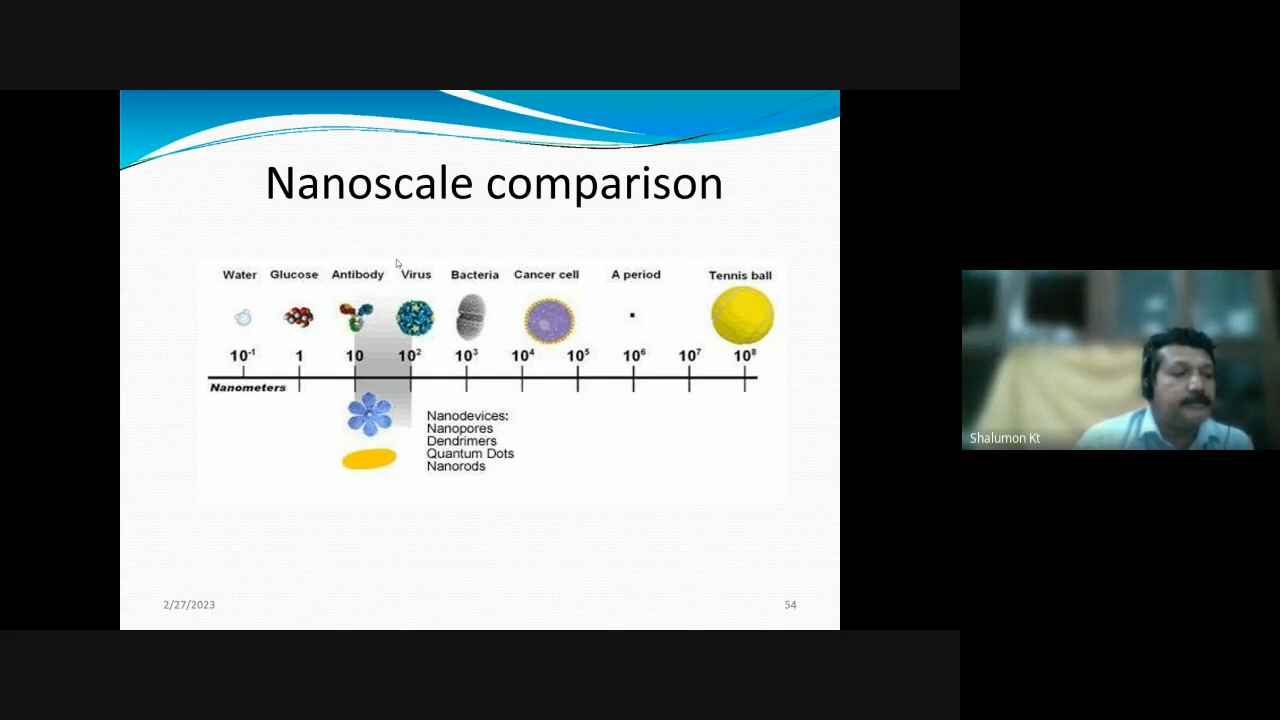 Nanoscale comparison
Water Glucose Antibody Virus Bacteria Cancer cell A period Tennis ball
10⁻¹ 1 10 10² 10³ 10⁴ 10⁵ 10⁶ 10⁷ 10⁸
Nanometers
Nanodevices:
Nanopores
Dendrimers
Quantum Dots
Nanorods
2/27/2023 54
Shalumon Kt